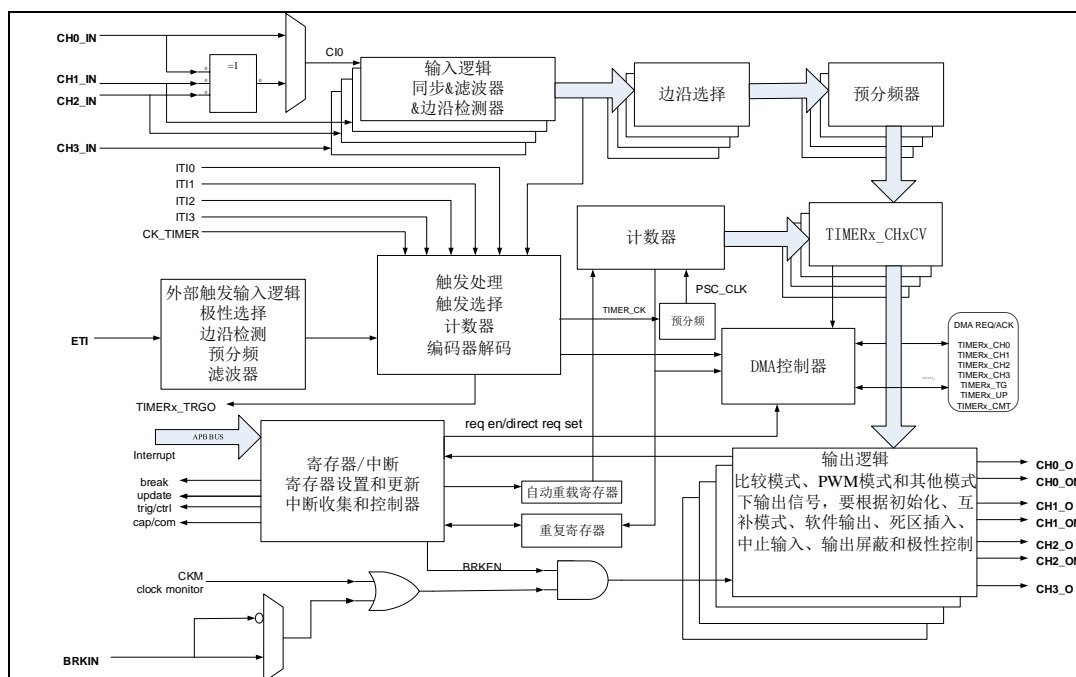 CH0_IN
CH1_IN
CH2_IN
CH3_IN
=1
CI0
输入逻辑
同步&滤波器
&边沿检测器
边沿选择
预分频器
ITI0
ITI1
ITI2
ITI3
CK_TIMER
计数器
TIMERx_CHxCV
外部触发输入逻辑
极性选择
边沿检测
预分频
滤波器
ETI
触发处理
触发选择
计数器
编码器解码
TIMER_CK
PSC_CLK
预分频
DMA控制器
DMA REQ/ACK
TIMERx_CH0
TIMERx_CH1
TIMERx_CH2
TIMERx_CH3
TIMERx_TG
TIMERx_UP
TIMERx_CMT
......
TIMERx_TRGO
req en/direct req set
APB BUS
Interrupt
break
update
trig/ctrl
cap/com
寄存器/中断
寄存器设置和更新
中断收集和控制器
自动重载寄存器
重复寄存器
输出逻辑
比较模式、PWM模式和其他模式
下输出信号，要根据初始化、互
补模式、软件输出、死区插入、
中止输入、输出屏蔽和极性控制
CH0_O
CH0_ON
CH1_O
CH1_ON
CH2_O
CH2_ON
CH3_O
BRKEN
CKM
clock monitor
BRKIN